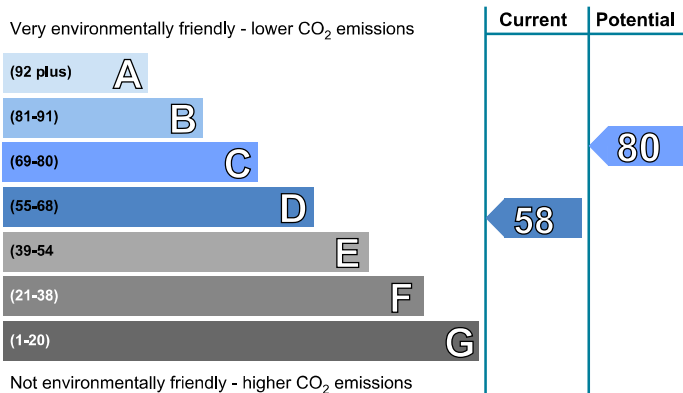 Very environmentally friendly - lower CO2 emissions
Current
Potential
(92 plus) A
(81-91) B
(69-80) C
80
(55-68) D
58
(39-54 E
(21-38) F
(1-20) G
Not environmentally friendly - higher CO2 emissions